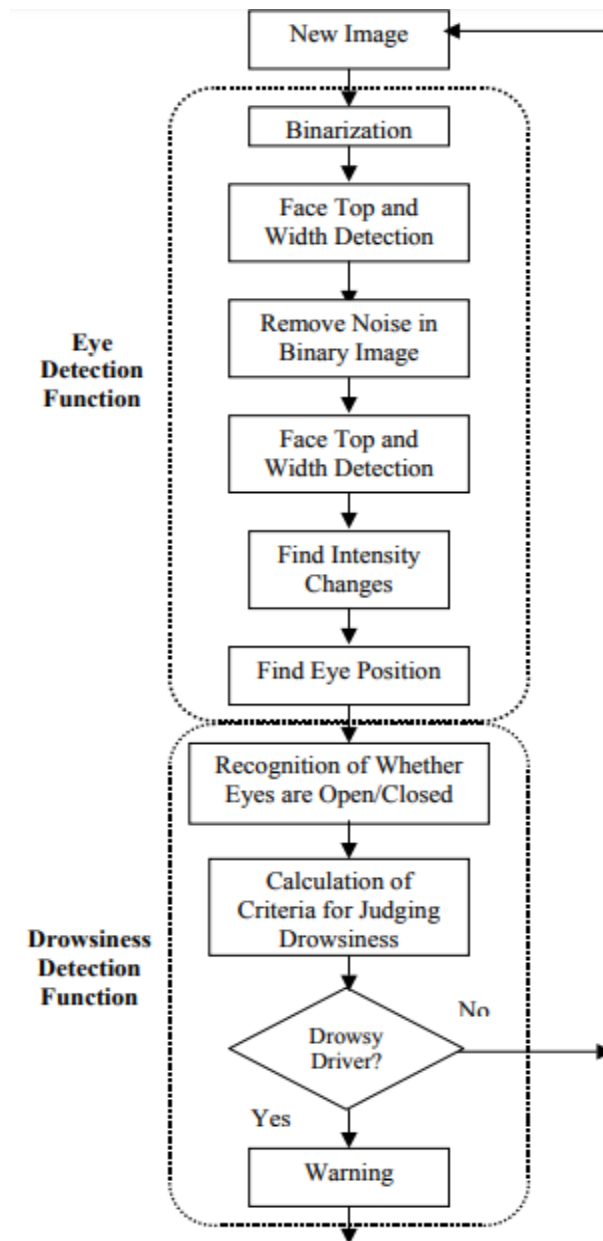 New Image
Binarization
Face Top and
Width Detection
Remove Noise in
Binary Image
Eye
Detection
Function
Face Top and
Width Detection
Find Intensity
Changes
Find Eye Position
Recognition of Whether
Eyes are Open/Closed
Calculation of
Criteria for Judging
Drowsiness
Drowsiness
Detection
Function
No
Drowsy
Driver?
Yes
Warning